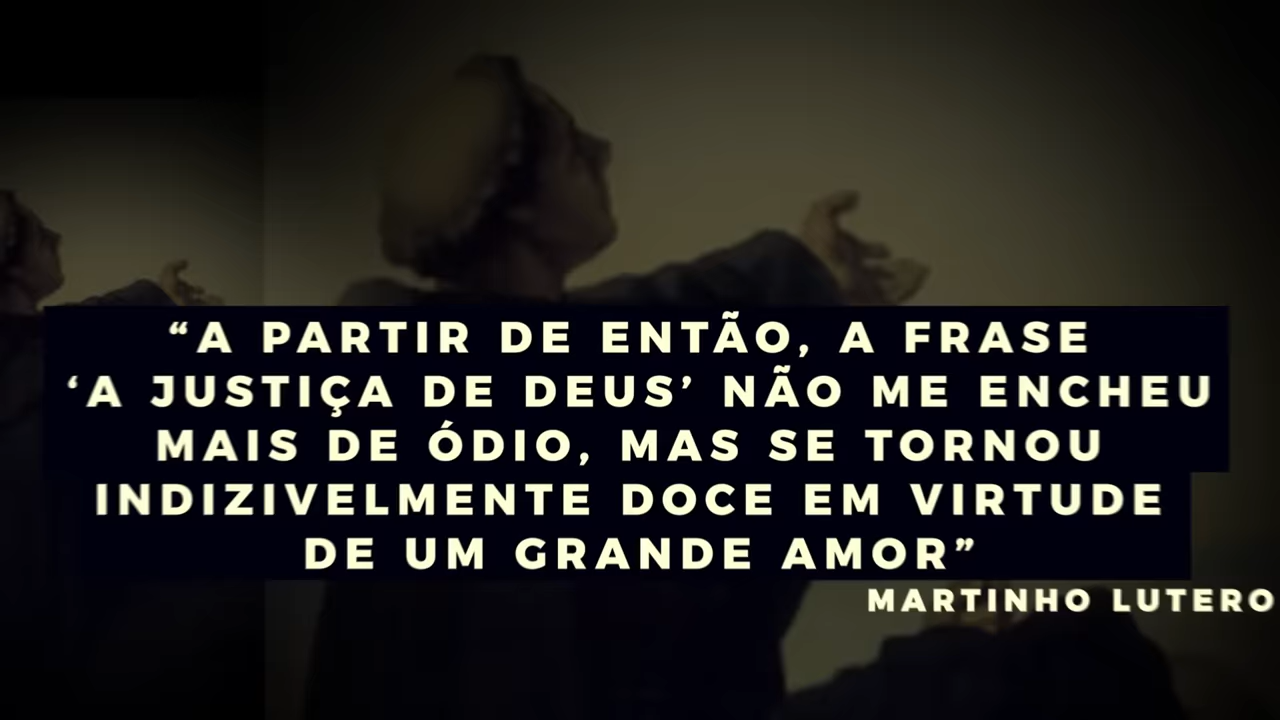 “A PARTIR DE ENTÃO, A FRASE
‘A JUSTIÇA DE DEUS’ NÃO ME ENCHEU
MAIS DE ÓDIO, MAS SE TORNOU
INDIZIVELMENTE DOCE EM VIRTUDE
DE UM GRANDE AMOR”
MARTINHO LUTERO